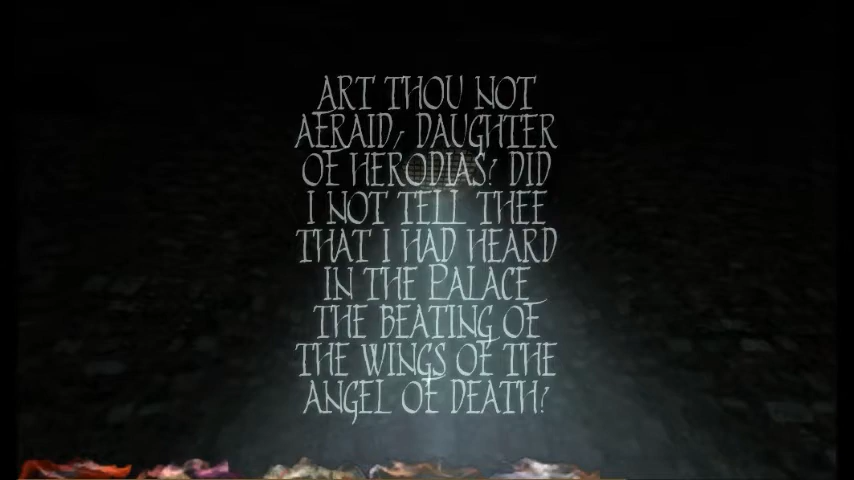 ART THOU NOT
AFRAID, DAUGHTER
OF HERODIAS? DID
I NOT TELL THEE
THAT I HAD HEARD
IN THE PALACE
THE BEATING OF
THE WINGS OF THE
ANGEL OF DEATH?